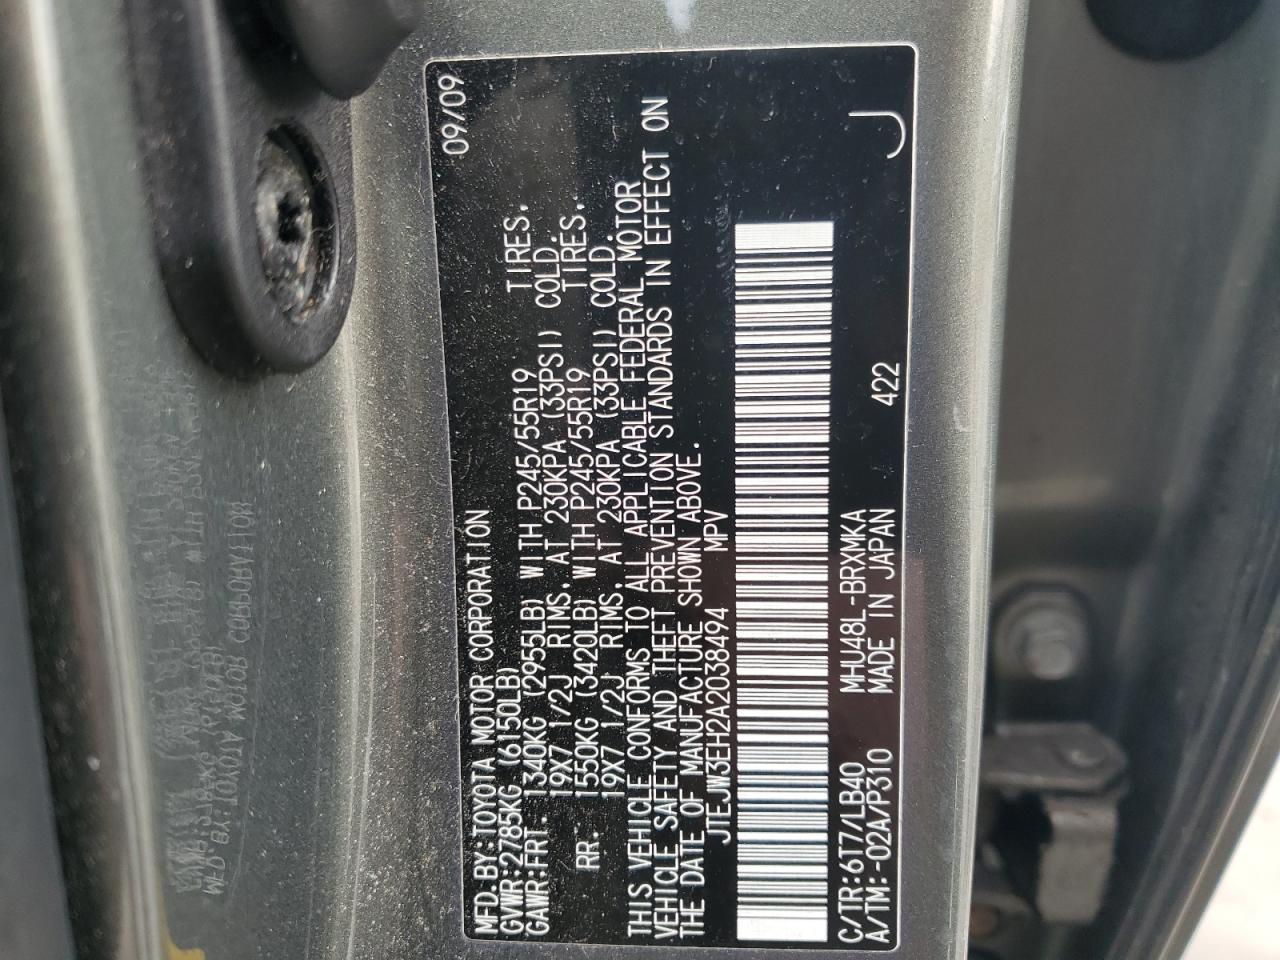 09/09
MFD. BY: TOYOTA MOTOR CORPORATION
GVWR: 2785KG (6150LB)
GAWR: FRT. 1340KG (2955LB) WITH P245/55R19 TIRES.
19X7 1/2J RIMS. AT 230KPA (33PSI) COLD.
RR. 1550KG (3420LB) WITH P245/55R19 TIRES.
19X7 1/2J RIMS. AT 230KPA (33PSI) COLD.
THIS VEHICLE CONFORMS TO ALL APPLICABLE FEDERAL MOTOR
VEHICLE SAFETY AND THEFT PREVENTION STANDARDS IN EFFECT ON
THE DATE OF MANUFACTURE SHOWN ABOVE.
JTEJW3EH2A2038494 MPV
C/TR: 6T7/LB40 MHU48L-BRXMKA
A/TM: -02A/P310 MADE IN JAPAN 422 J